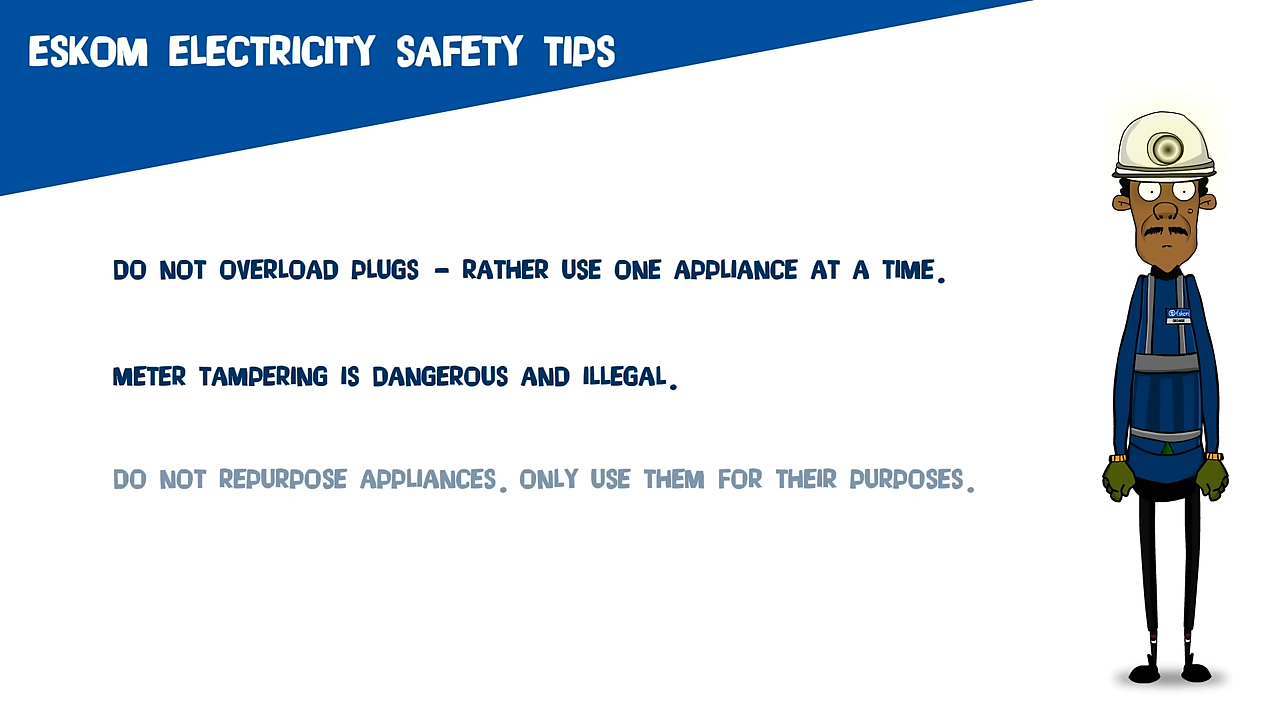 ESKOM ELECTRICITY SAFETY TIPS
DO NOT OVERLOAD PLUGS – RATHER USE ONE APPLIANCE AT A TIME.
METER TAMPERING IS DANGEROUS AND ILLEGAL.
DO NOT REPURPOSE APPLIANCES. ONLY USE THEM FOR THEIR PURPOSES.
Eskom